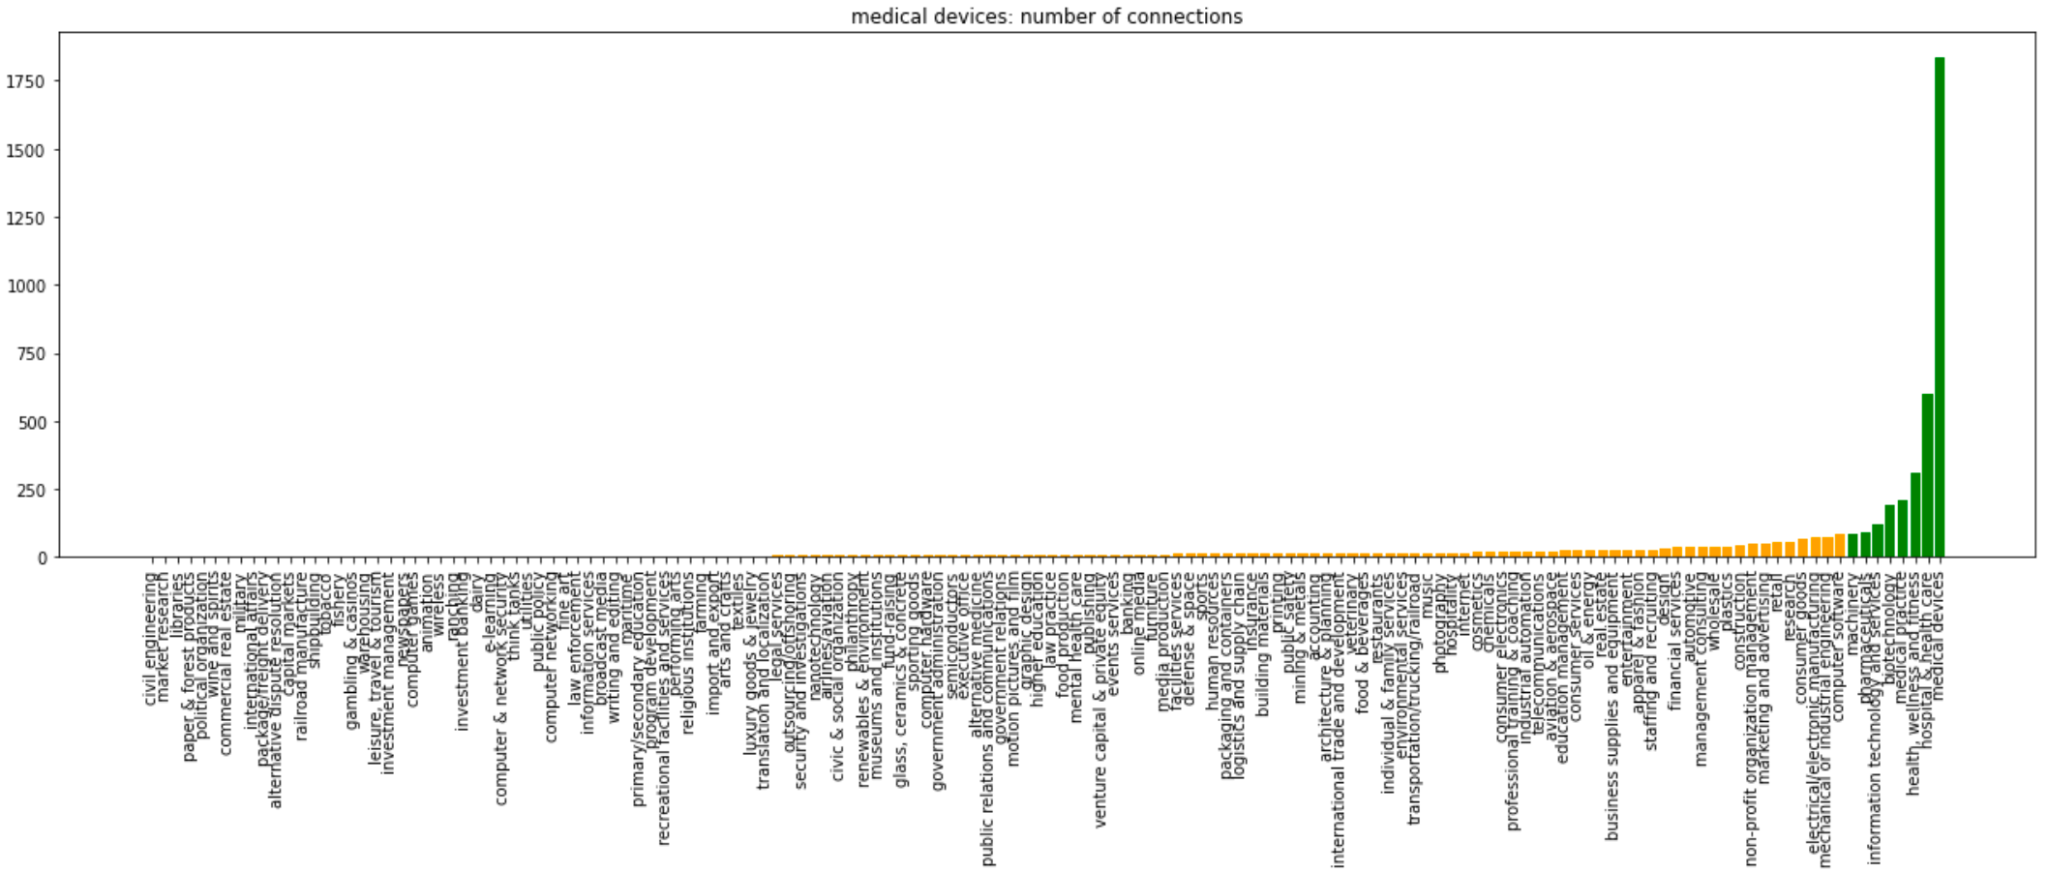 medical devices: number of connections
1750
1500
1250
1000
750
500
250
0
civil engineering
market research
libraries
paper & forest products
political organization
wine and spirits
commercial real estate
military
international affairs
package/freight delivery
alternative dispute resolution
capital markets
railroad manufacture
shipbuilding
tobacco
fishery
gambling & casinos
warehousing
leisure, travel & tourism
investment management
newspapers
computer games
animation
wireless
ranching
investment banking
dairy
e-learning
computer & network security
think tanks
utilities
public policy
computer networking
fine art
law enforcement
information services
broadcast media
writing and editing
maritime
primary/secondary education
program development
recreational facilities and services
performing arts
religious institutions
farming
import and export
arts and crafts
textiles
luxury goods & jewelry
translation and localization
legal services
outsourcing/offshoring
security and investigations
nanotechnology
airlines/aviation
civic & social organization
philanthropy
renewables & environment
museums and institutions
fund-raising
glass, ceramics & concrete
sporting goods
computer hardware
government administration
semiconductors
executive office
alternative medicine
public relations and communications
government relations
motion pictures and film
graphic design
higher education
law practice
food production
mental health care
publishing
venture capital & private equity
events services
banking
online media
furniture
media production
facilities services
defense & space
sports
human resources
packaging and containers
logistics and supply chain
insurance
building materials
printing
public safety
mining & metals
accounting
architecture & planning
international trade and development
veterinary
food & beverages
restaurants
individual & family services
environmental services
transportation/trucking/railroad
music
photography
hospitality
internet
cosmetics
chemicals
consumer electronics
professional training & coaching
industrial automation
telecommunications
aviation & aerospace
education management
consumer services
oil & energy
real estate
business supplies and equipment
entertainment
apparel & fashion
staffing and recruiting
design
financial services
automotive
management consulting
wholesale
plastics
construction
non-profit organization management
marketing and advertising
retail
research
consumer goods
electrical/electronic manufacturing
mechanical or industrial engineering
computer software
machinery
pharmaceuticals
information technology and services
biotechnology
medical practice
health, wellness and fitness
hospital & health care
medical devices